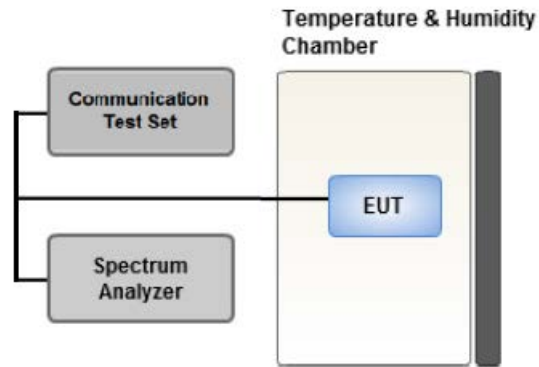 Temperature & Humidity
Chamber
Communication
Test Set
EUT
Spectrum
Analyzer